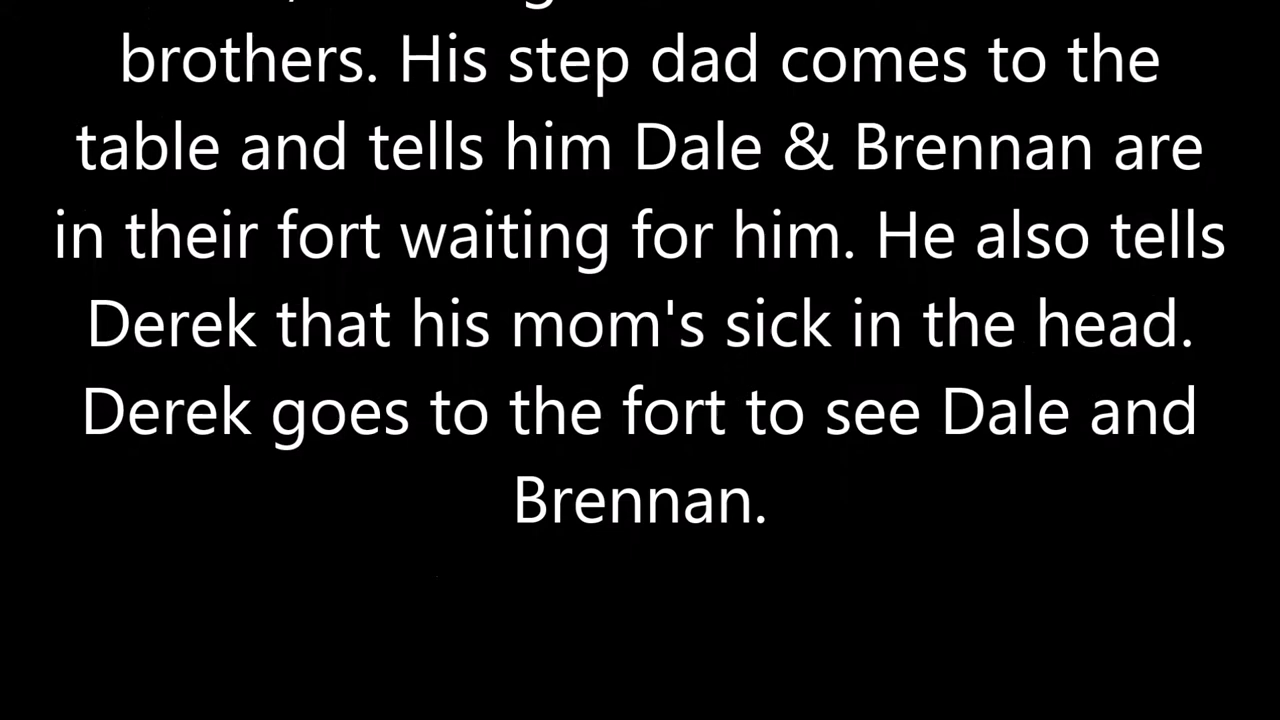 brothers. His step dad comes to the
table and tells him Dale & Brennan are
in their fort waiting for him. He also tells
Derek that his mom's sick in the head.
Derek goes to the fort to see Dale and
Brennan.